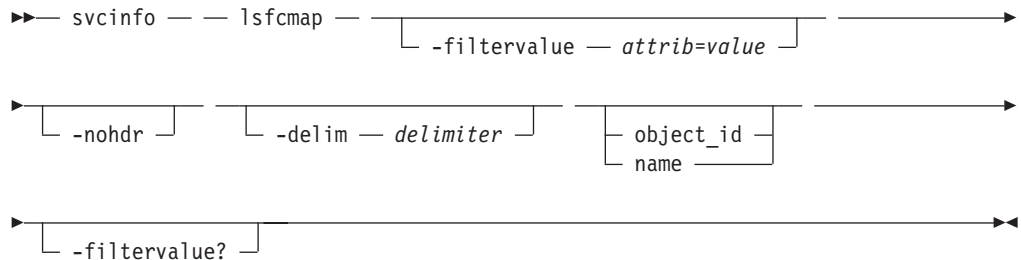 svcinfo lsfcmap
-filtervalue attrib=value
-nohdr -delim delimiter object_id
name
-filtervalue?